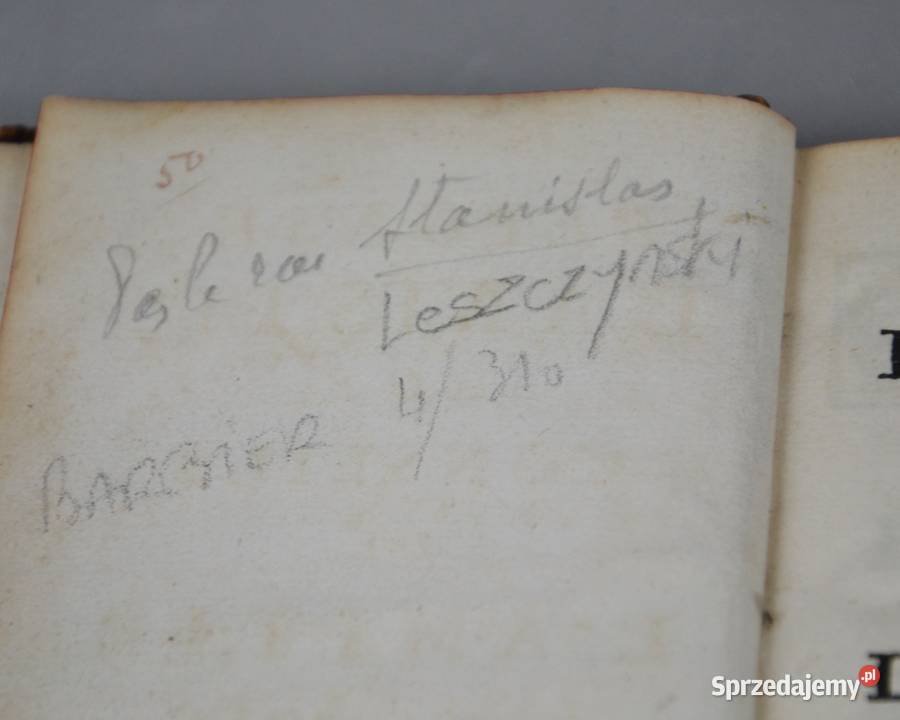 50
Par le roi Stanislas
Leszczynski
BARBIER 4/310
Sprzedajemy.pl